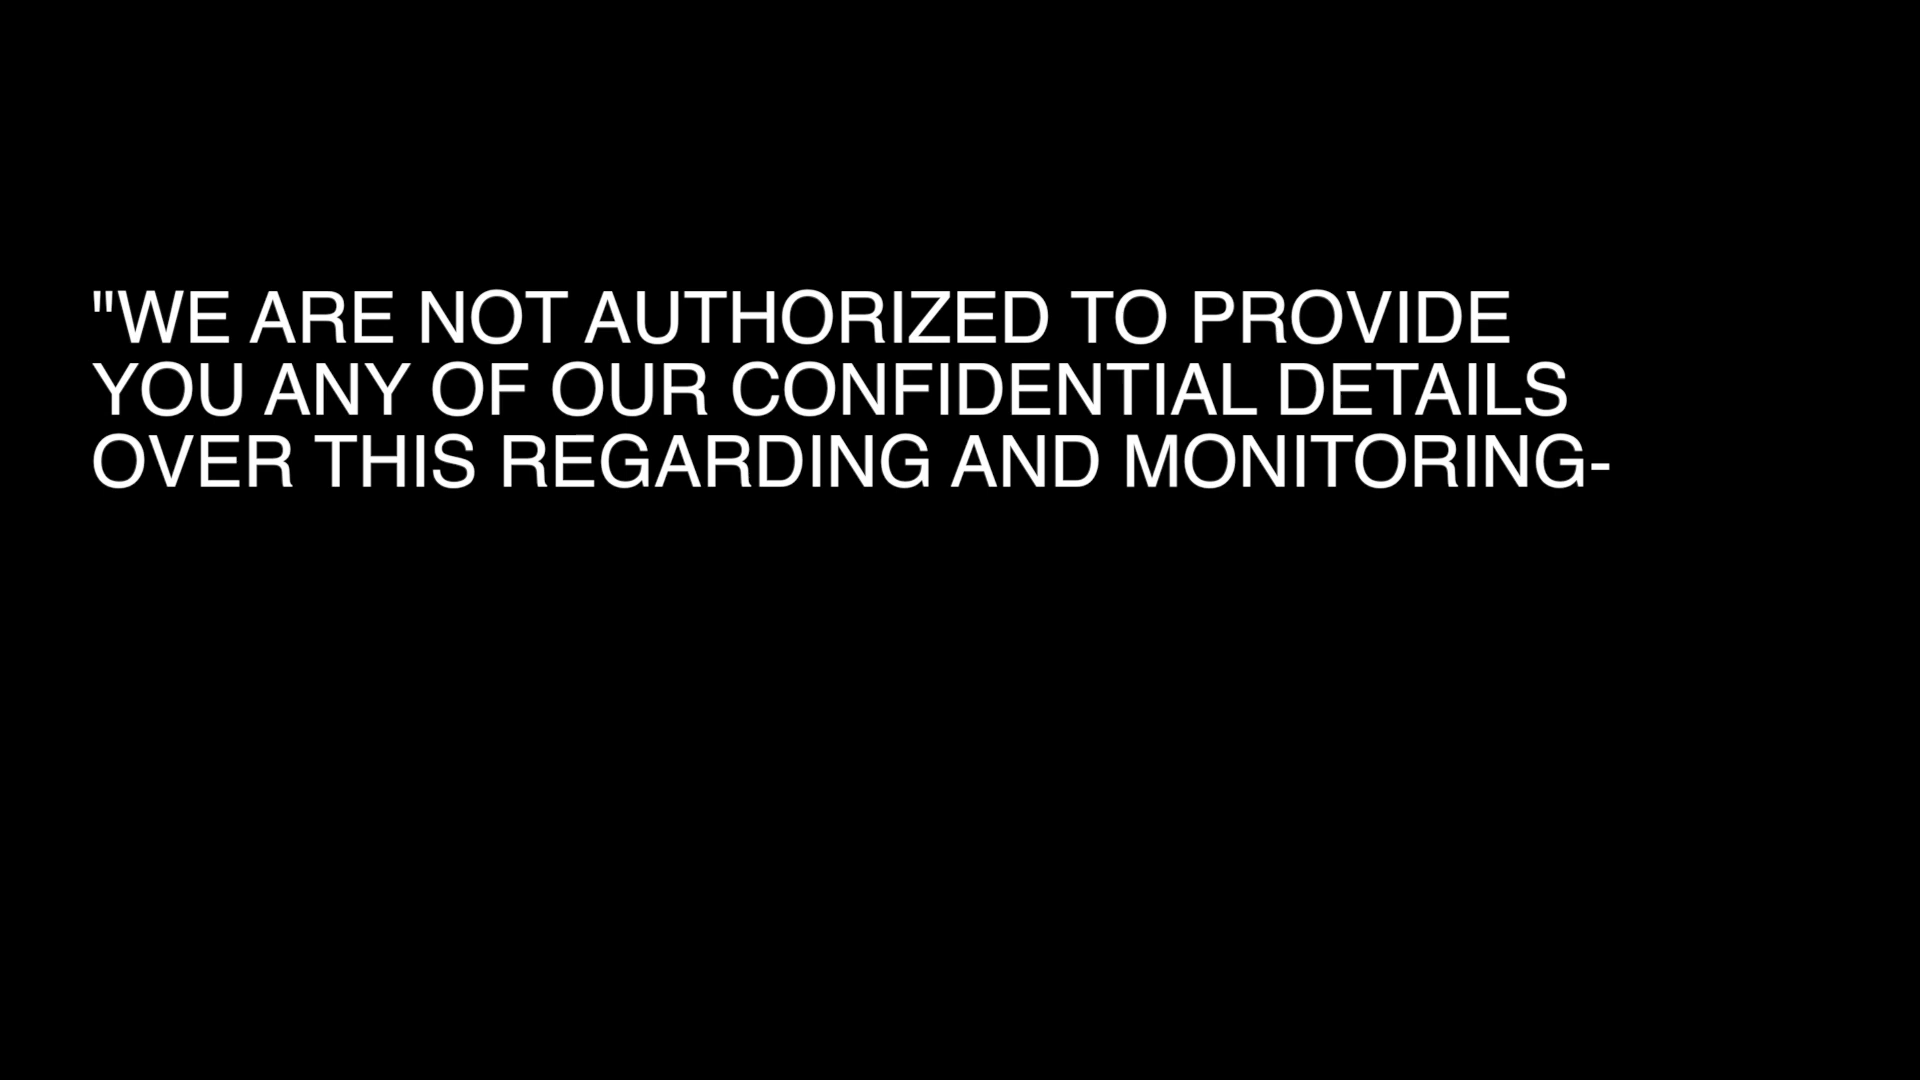 "WE ARE NOT AUTHORIZED TO PROVIDE
YOU ANY OF OUR CONFIDENTIAL DETAILS
OVER THIS REGARDING AND MONITORING-